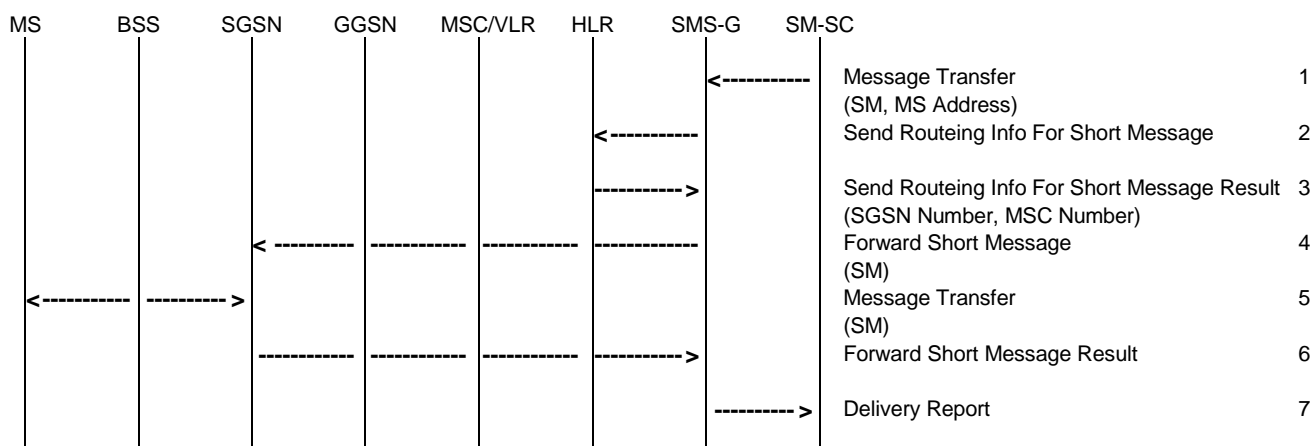 MS BSS SGSN GGSN MSC/VLR HLR SMS-G SM-SC
Message Transfer 1
(SM, MS Address)
Send Routeing Info For Short Message 2
Send Routeing Info For Short Message Result 3
(SGSN Number, MSC Number)
Forward Short Message 4
(SM)
Message Transfer 5
(SM)
Forward Short Message Result 6
Delivery Report 7